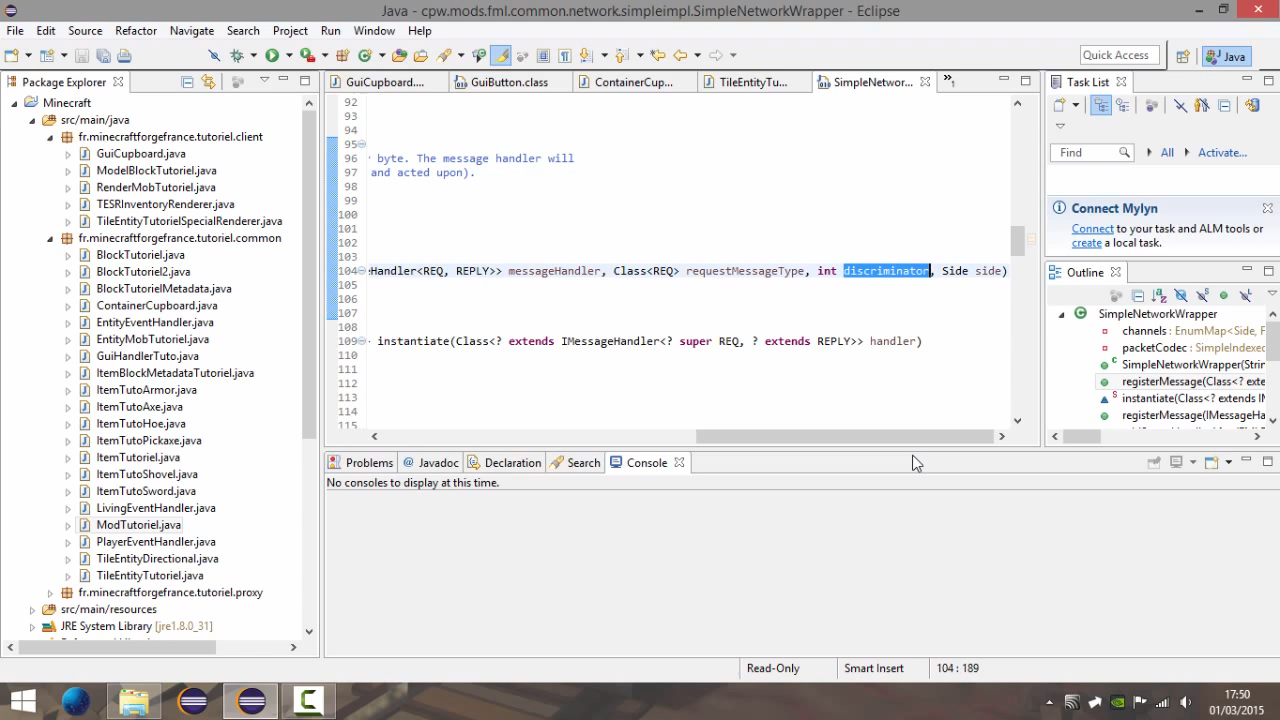 Java - cpw.mods.fml.common.network.simpleimpl.SimpleNetworkWrapper - Eclipse
File Edit Source Refactor Navigate Search Project Run Window Help
Quick Access Java
Package Explorer
Minecraft
src/main/java
fr.minecraftforgefrance.tutoriel.client
GuiCupboard.java
ModelBlockTutoriel.java
RenderMobTutoriel.java
TESRInventoryRenderer.java
TileEntityTutorielSpecialRenderer.java
fr.minecraftforgefrance.tutoriel.common
BlockTutoriel.java
BlockTutoriel2.java
BlockTutorielMetadata.java
ContainerCupboard.java
EntityEventHandler.java
EntityMobTutoriel.java
GuiHandlerTuto.java
ItemBlockMetadataTutoriel.java
ItemTutoArmor.java
ItemTutoAxe.java
ItemTutoHoe.java
ItemTutoPickaxe.java
ItemTutoriel.java
ItemTutoShovel.java
ItemTutoSword.java
LivingEventHandler.java
ModTutoriel.java
PlayerEventHandler.java
TileEntityDirectional.java
TileEntityTutoriel.java
fr.minecraftforgefrance.tutoriel.proxy
src/main/resources
JRE System Library [jre1.8.0_31]
GuiCupboard.... GuiButton.class ContainerCup... TileEntityTu... SimpleNetwor... »1
92
93
94
95
96 byte. The message handler will
97 and acted upon).
98
99
100
101
102
103
104 Handler<REQ, REPLY>> messageHandler, Class<REQ> requestMessageType, int discriminator, Side side)
105
106
107
108
109 instantiate(Class<? extends IMessageHandler<? super REQ, ? extends REPLY>> handler)
110
111
112
113
114
115
Problems Javadoc Declaration Search Console
No consoles to display at this time.
Task List
Find All Activate...
Connect Mylyn
Connect to your task and ALM tools or
create a local task.
Outline
SimpleNetworkWrapper
channels : EnumMap<Side, F
packetCodec : SimpleIndexed
SimpleNetworkWrapper(Strin
registerMessage(Class<? exte
instantiate(Class<? extends IM
registerMessage(IMessageHa
Read-Only Smart Insert 104 : 189
17:50
01/03/2015